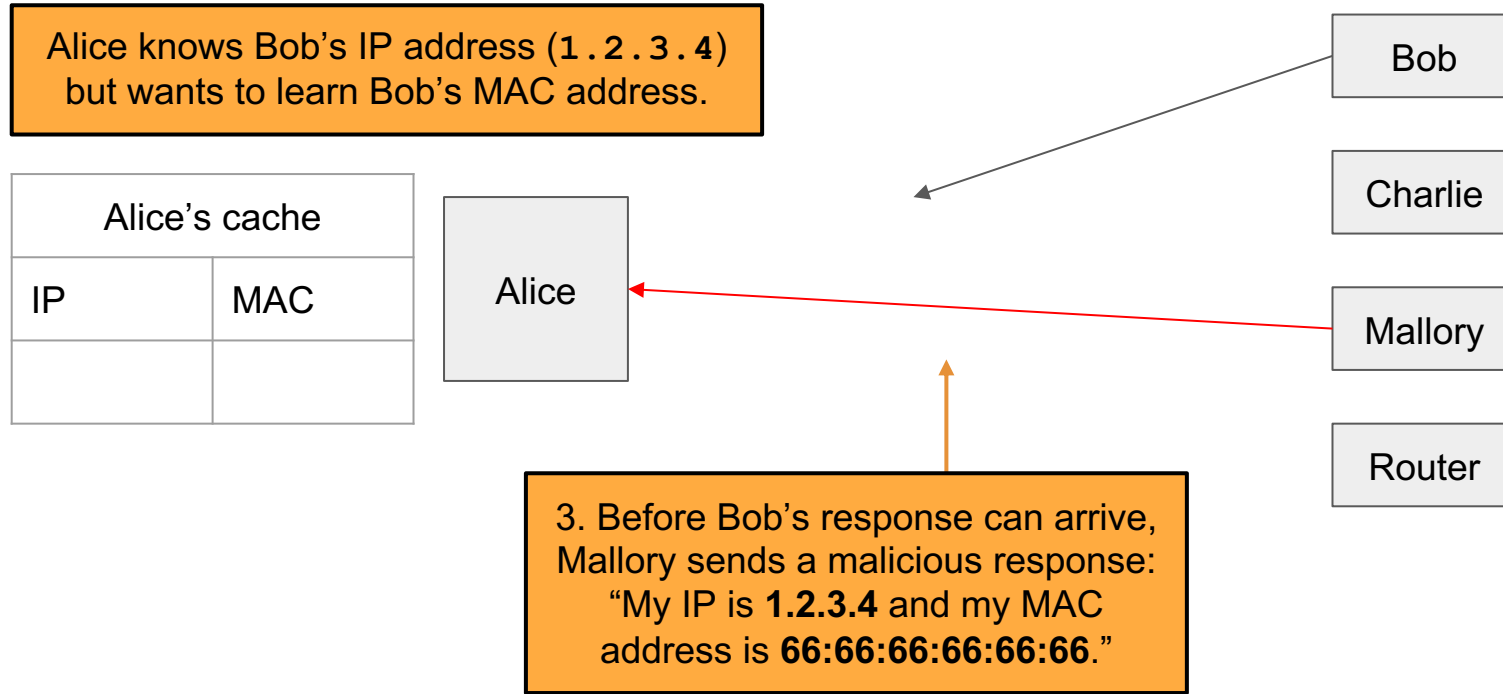 Alice knows Bob’s IP address (1.2.3.4)
but wants to learn Bob’s MAC address.
Bob
Charlie
Alice’s cache
IP MAC
Alice
Mallory
Router
3. Before Bob’s response can arrive,
Mallory sends a malicious response:
“My IP is 1.2.3.4 and my MAC
address is 66:66:66:66:66:66.”